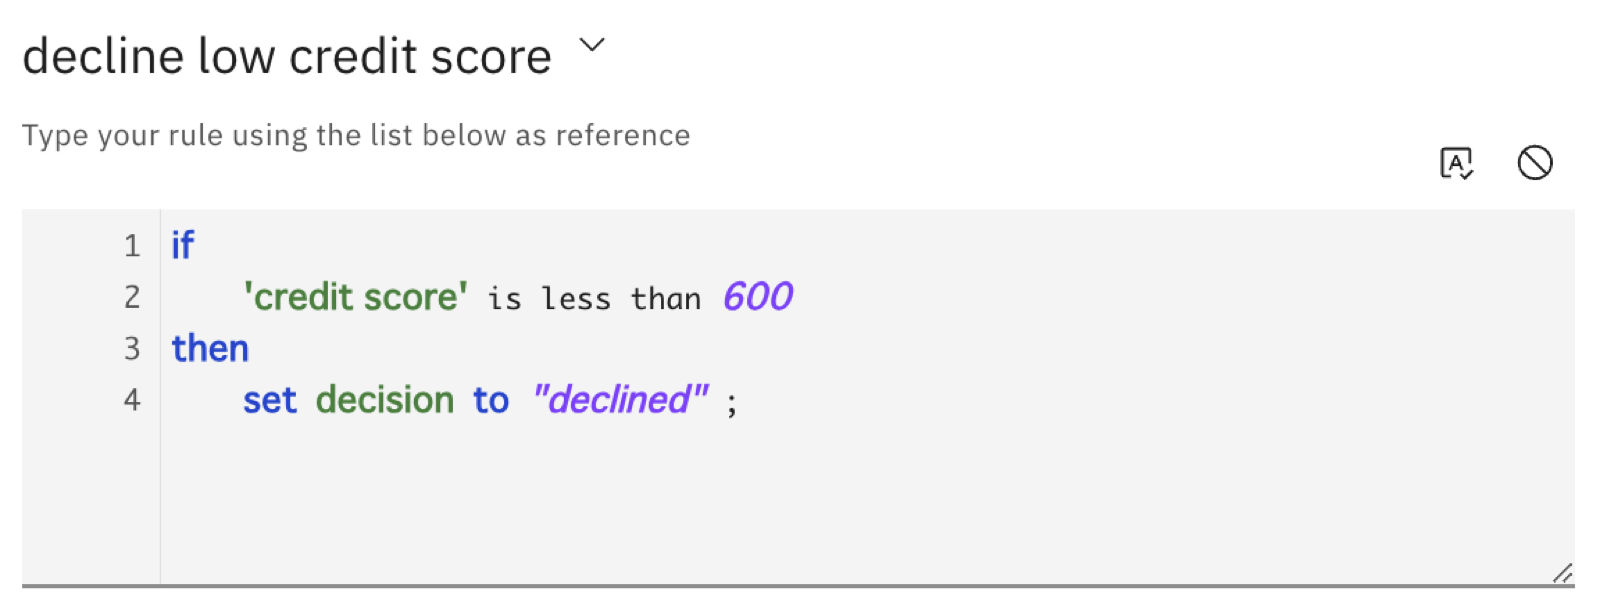 decline low credit score
Type your rule using the list below as reference
A
1 if
2 'credit score' is less than 600
3 then
4 set decision to "declined" ;